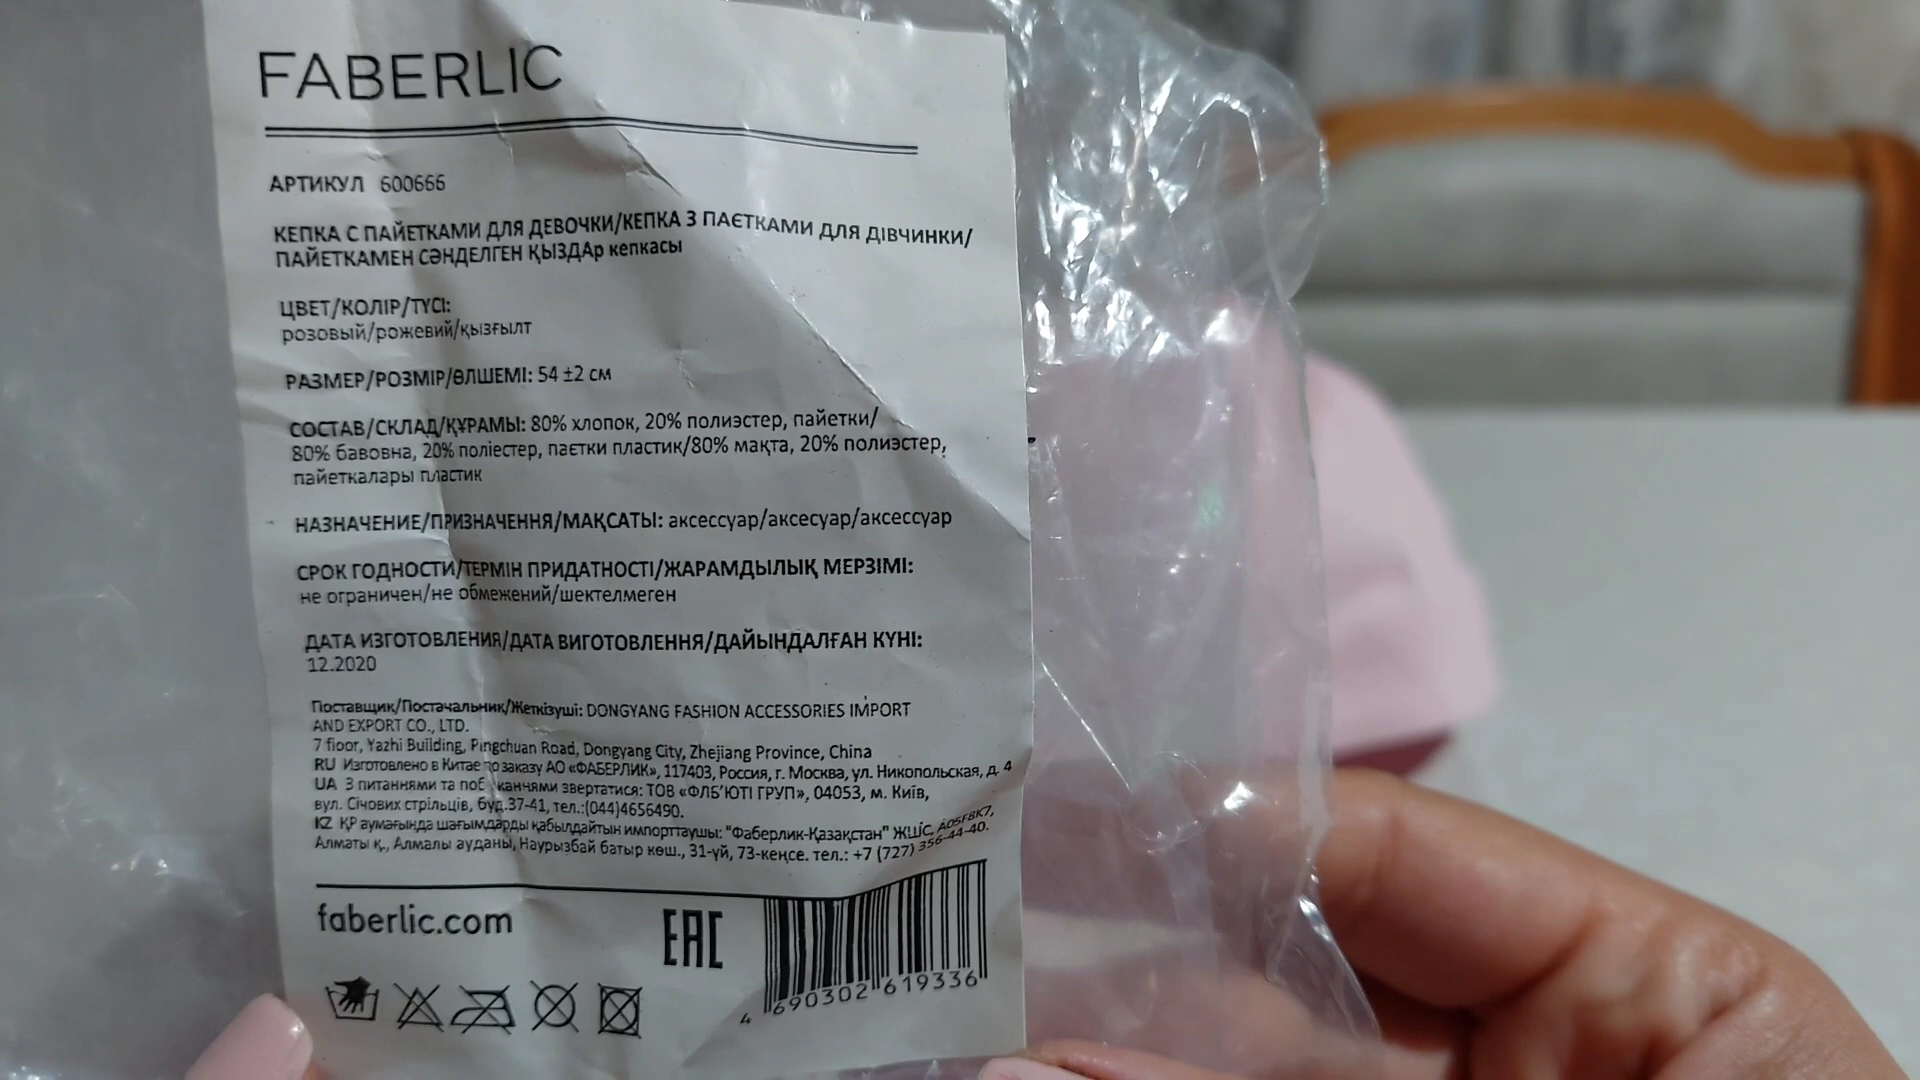 FABERLIC
АРТИКУЛ 600666
КЕПКА С ПАЙЕТКАМИ ДЛЯ ДЕВОЧКИ/КЕПКА З ПАЄТКАМИ ДЛЯ ДІВЧИНКИ/
ПАЙЕТКАМЕН СӘНДЕЛГЕН ҚЫЗДАр кепкасы
ЦВЕТ/КОЛІР/ТҮСІ:
розовый/рожевий/қызғылт
РАЗМЕР/РОЗМІР/ӨЛШЕМІ: 54 ±2 см
СОСТАВ/СКЛАД/ҚҰРАМЫ: 80% хлопок, 20% полиэстер, пайетки/
80% бавовна, 20% поліестер, паєтки пластик/80% мақта, 20% полиэстер,
пайеткалары пластик
НАЗНАЧЕНИЕ/ПРИЗНАЧЕННЯ/МАҚСАТЫ: аксессуар/аксесуар/аксессуар
СРОК ГОДНОСТИ/ТЕРМІН ПРИДАТНОСТІ/ЖАРАМДЫЛЫҚ МЕРЗІМІ:
не ограничен/не обмежений/шектелмеген
ДАТА ИЗГОТОВЛЕНИЯ/ДАТА ВИГОТОВЛЕННЯ/ДАЙЫНДАЛҒАН КҮНІ:
12.2020
Поставщик/Постачальник/Жеткізуші: DONGYANG FASHION ACCESSORIES IMPORT
AND EXPORT CO., LTD.
7 floor, Yazhi Building, Pingchuan Road, Dongyang City, Zhejiang Province, China
RU Изготовлено в Китае по заказу АО «ФАБЕРЛИК», 117403, Россия, г. Москва, ул. Никопольская, д. 4
UA З питаннями та звертатися: ТОВ «ФЛБ'ЮТІ ГРУП», 04053, м. Київ,
вул. Січових стрільців, буд.37-41, тел.:(044)4656490.
KZ ҚР аумағында шағымдарды қабылдайтын импорттаушы: "Фаберлик-Қазақстан" ЖШС, A05F8K7,
Алматы қ., Алмалы ауданы, Наурызбай батыр көш., 31-үй, 73-кеңсе. тел.: +7 (727) 356-44-40.
faberlic.com
EAC
4 690302 619336